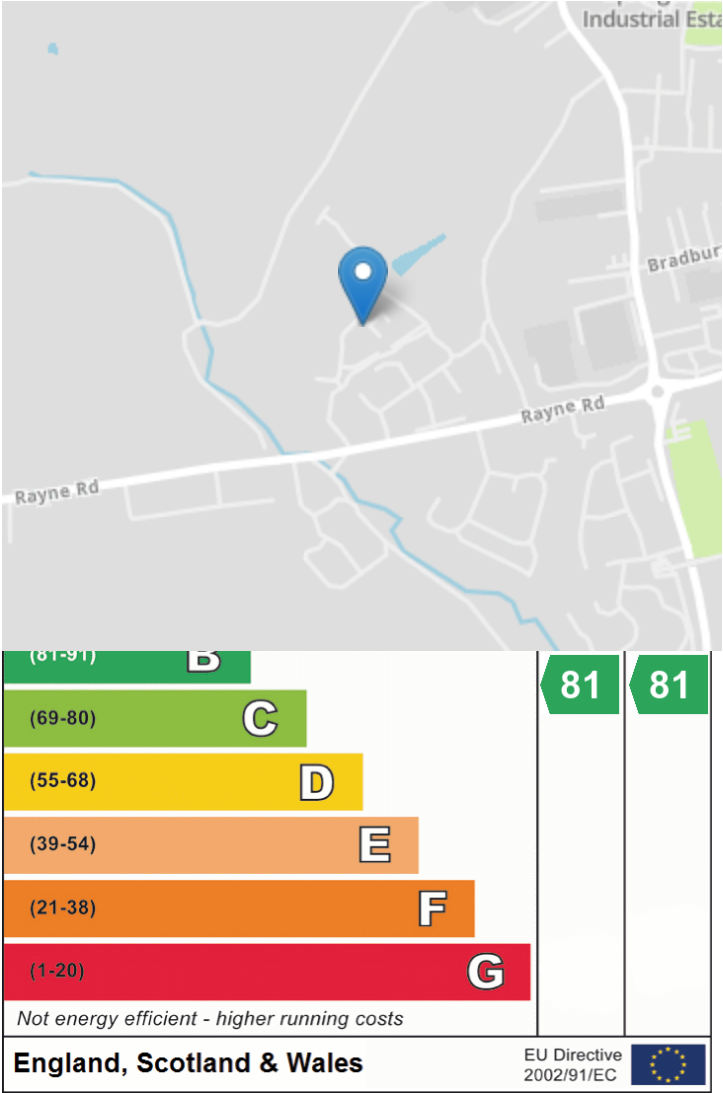 Industrial Esta
Bradbur
Rayne Rd
Rayne Rd
(81-91) B
81 81
(69-80) C
(55-68) D
(39-54) E
(21-38) F
(1-20) G
Not energy efficient - higher running costs
England, Scotland & Wales
EU Directive
2002/91/EC